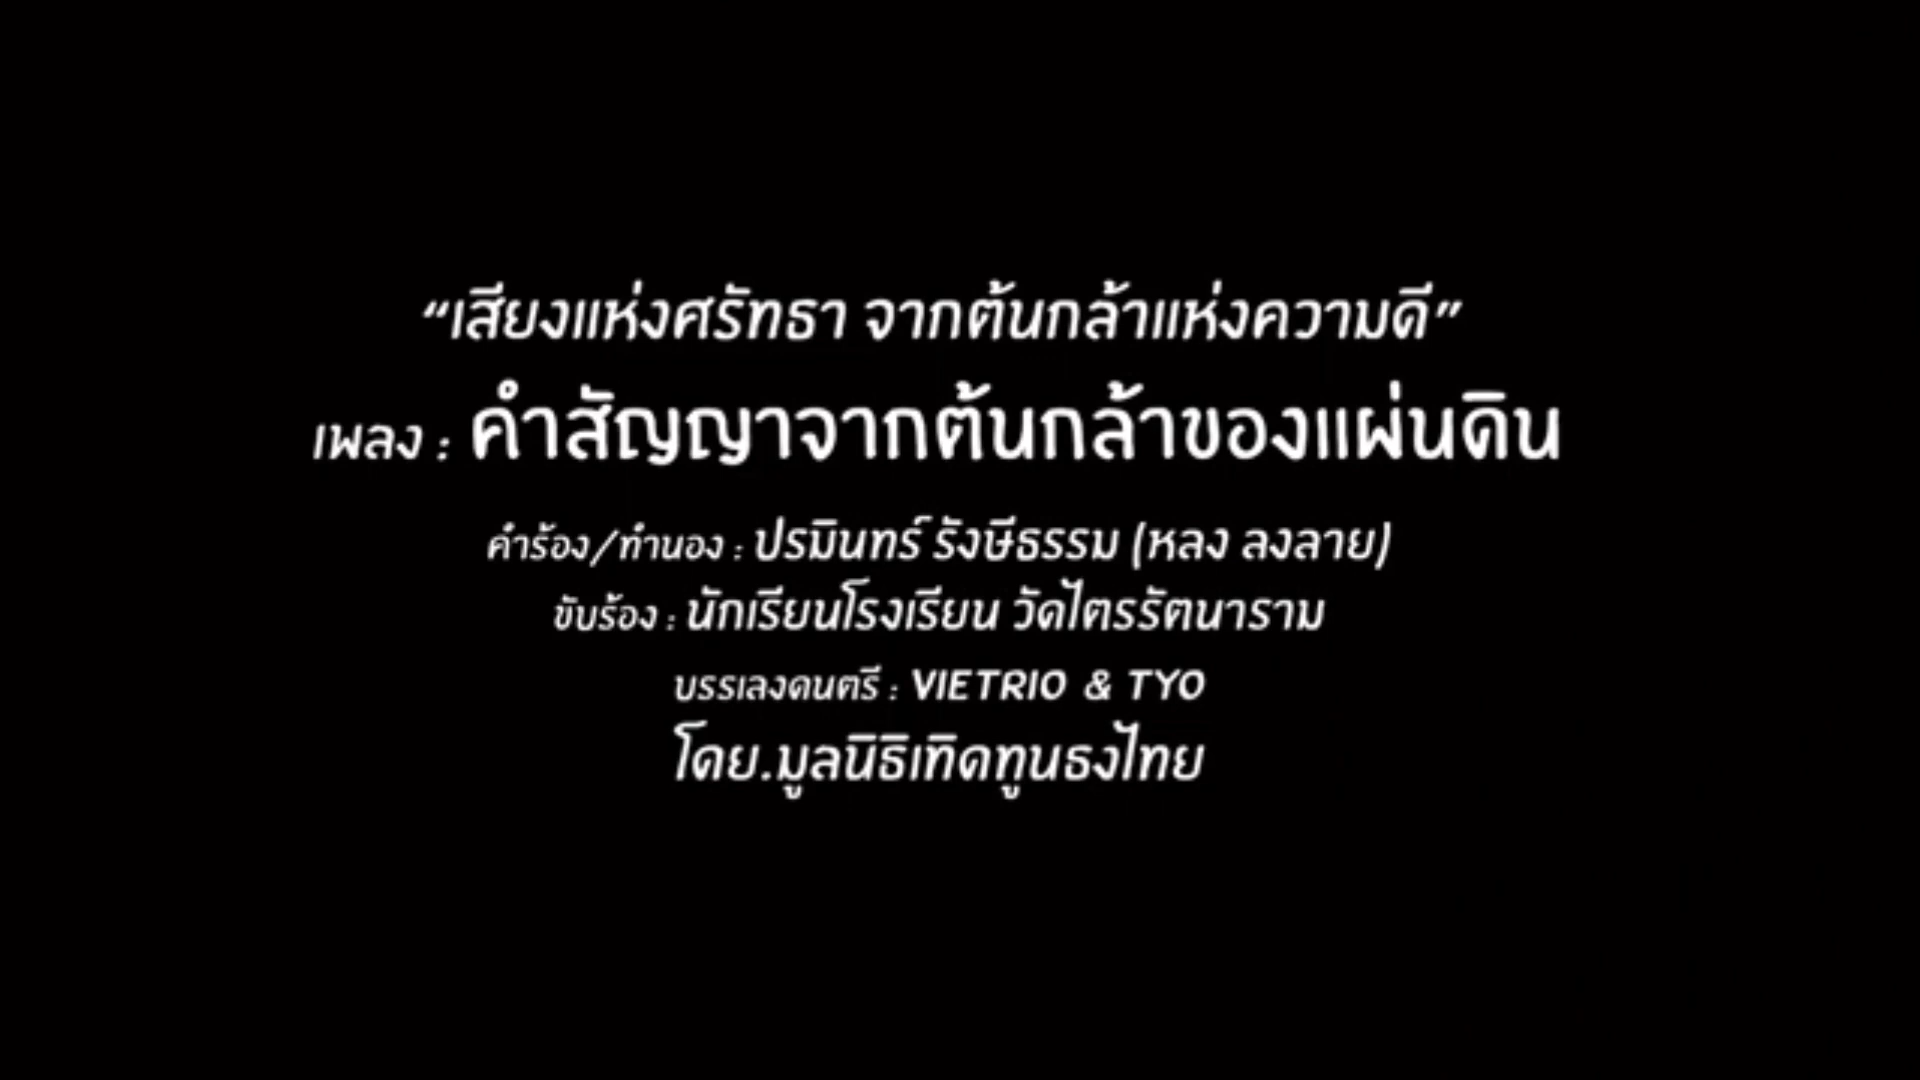 “เสียงแห่งศรัทธา จากต้นกล้าแห่งความดี”
เพลง : คำสัญญาจากต้นกล้าของแผ่นดิน
คำร้อง/ทำนอง : ปรมินทร์ รังษีธรรม (หลง ลงลาย)
ขับร้อง : นักเรียนโรงเรียน วัดไตรรัตนาราม
บรรเลงดนตรี : VIETRIO & TYO
โดย.มูลนิธิเทิดทูนธงไทย